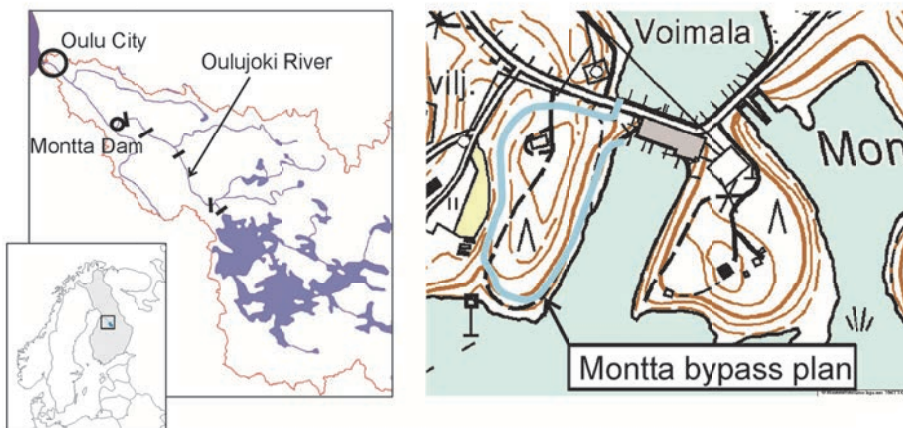 Oulu City
Oulujoki River
Montta Dam
Voimala
vilj.
Mon
Montta bypass plan